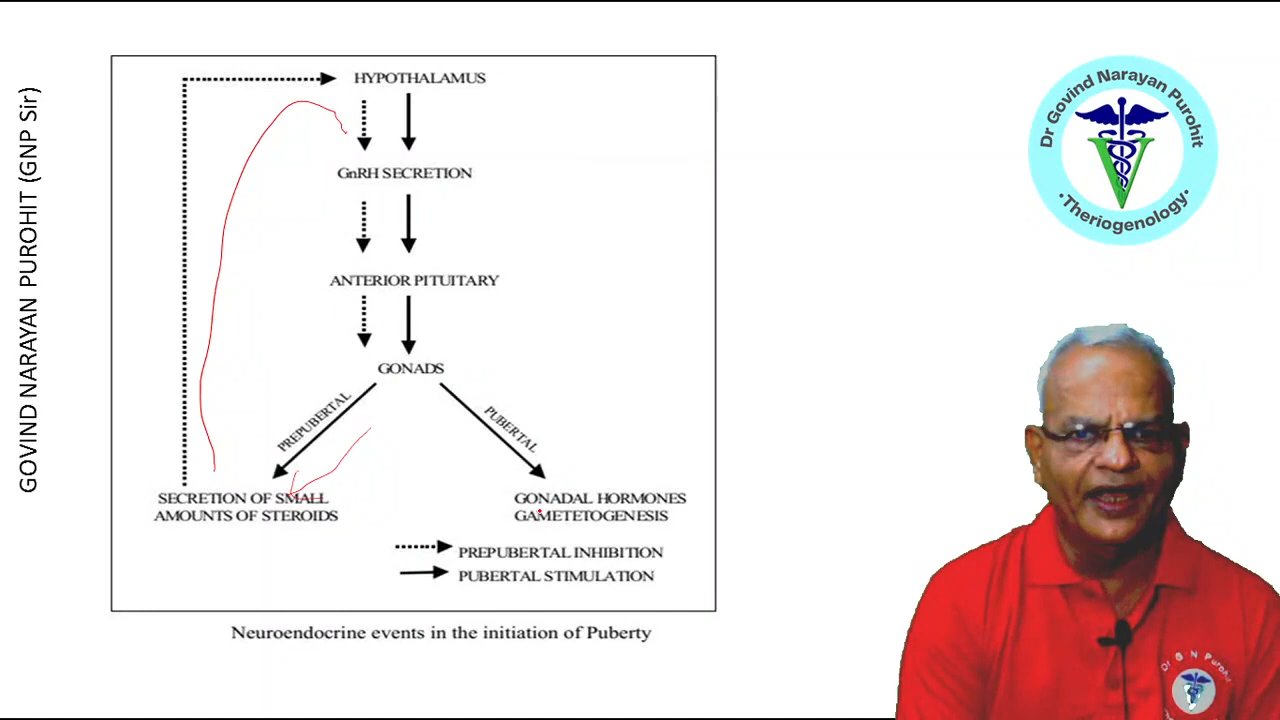 GOVIND NARAYAN PUROHIT (GNP Sir)
HYPOTHALAMUS
GnRH SECRETION
ANTERIOR PITUITARY
GONADS
PREPUBERTAL
PUBERTAL
SECRETION OF SMALL
AMOUNTS OF STEROIDS
GONADAL HORMONES
GAMETETOGENESIS
PREPUBERTAL INHIBITION
PUBERTAL STIMULATION
Neuroendocrine events in the initiation of Puberty
Dr Govind Narayan Purohit
·Theriogenology·
Dr G N Purohit